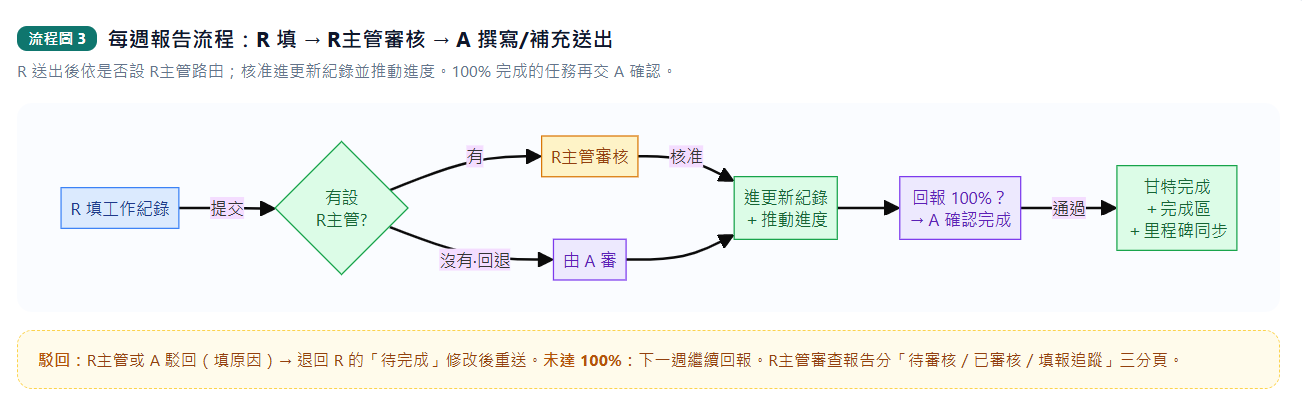 流程圖 3 每週報告流程：R 填 → R主管審核 → A 撰寫/補充送出
R 送出後依是否設 R主管路由；核准進更新紀錄並推動進度。100% 完成的任務再交 A 確認。
R 填工作紀錄
提交
有設
R主管?
有
R主管審核
核准
沒有·回退
由 A 審
進更新紀錄
＋推動進度
回報 100%？
→ A 確認完成
通過
甘特完成
＋完成區
＋里程碑同步
駁回：R主管或 A 駁回（填原因）→ 退回 R 的「待完成」修改後重送。未達 100%：下一週繼續回報。R主管審查報告分「待審核 / 已審核 / 填報追蹤」三分頁。